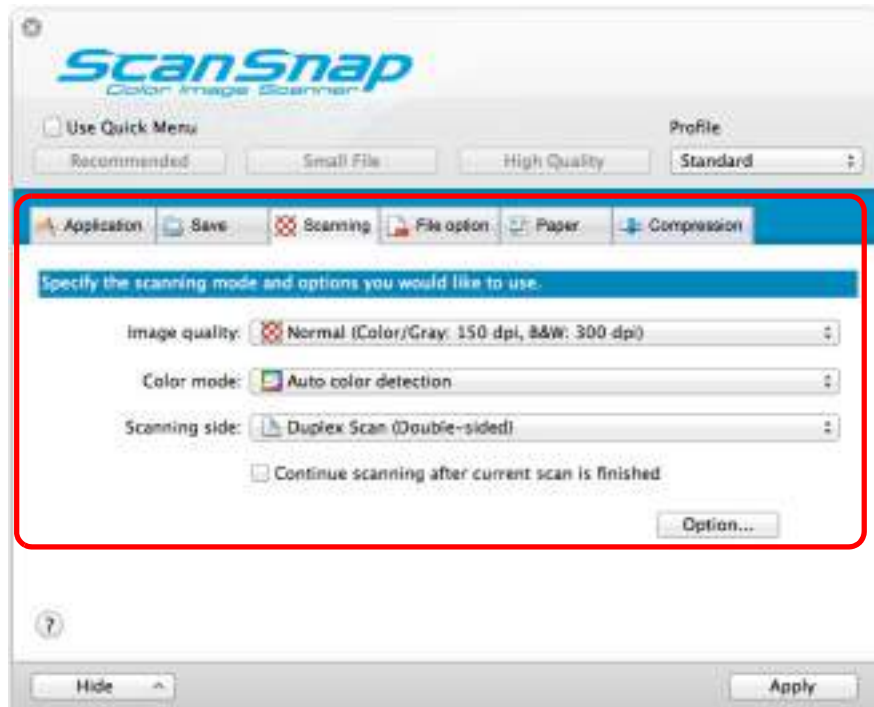 ScanSnap
Color Image Scanner
Use Quick Menu
Profile
Recommended Small File High Quality Standard
Application Save Scanning File option Paper Compression
Specify the scanning mode and options you would like to use.
Image quality: Normal (Color/Gray: 150 dpi, B&W: 300 dpi)
Color mode: Auto color detection
Scanning side: Duplex Scan (Double-sided)
Continue scanning after current scan is finished
Option...
?
Hide
Apply